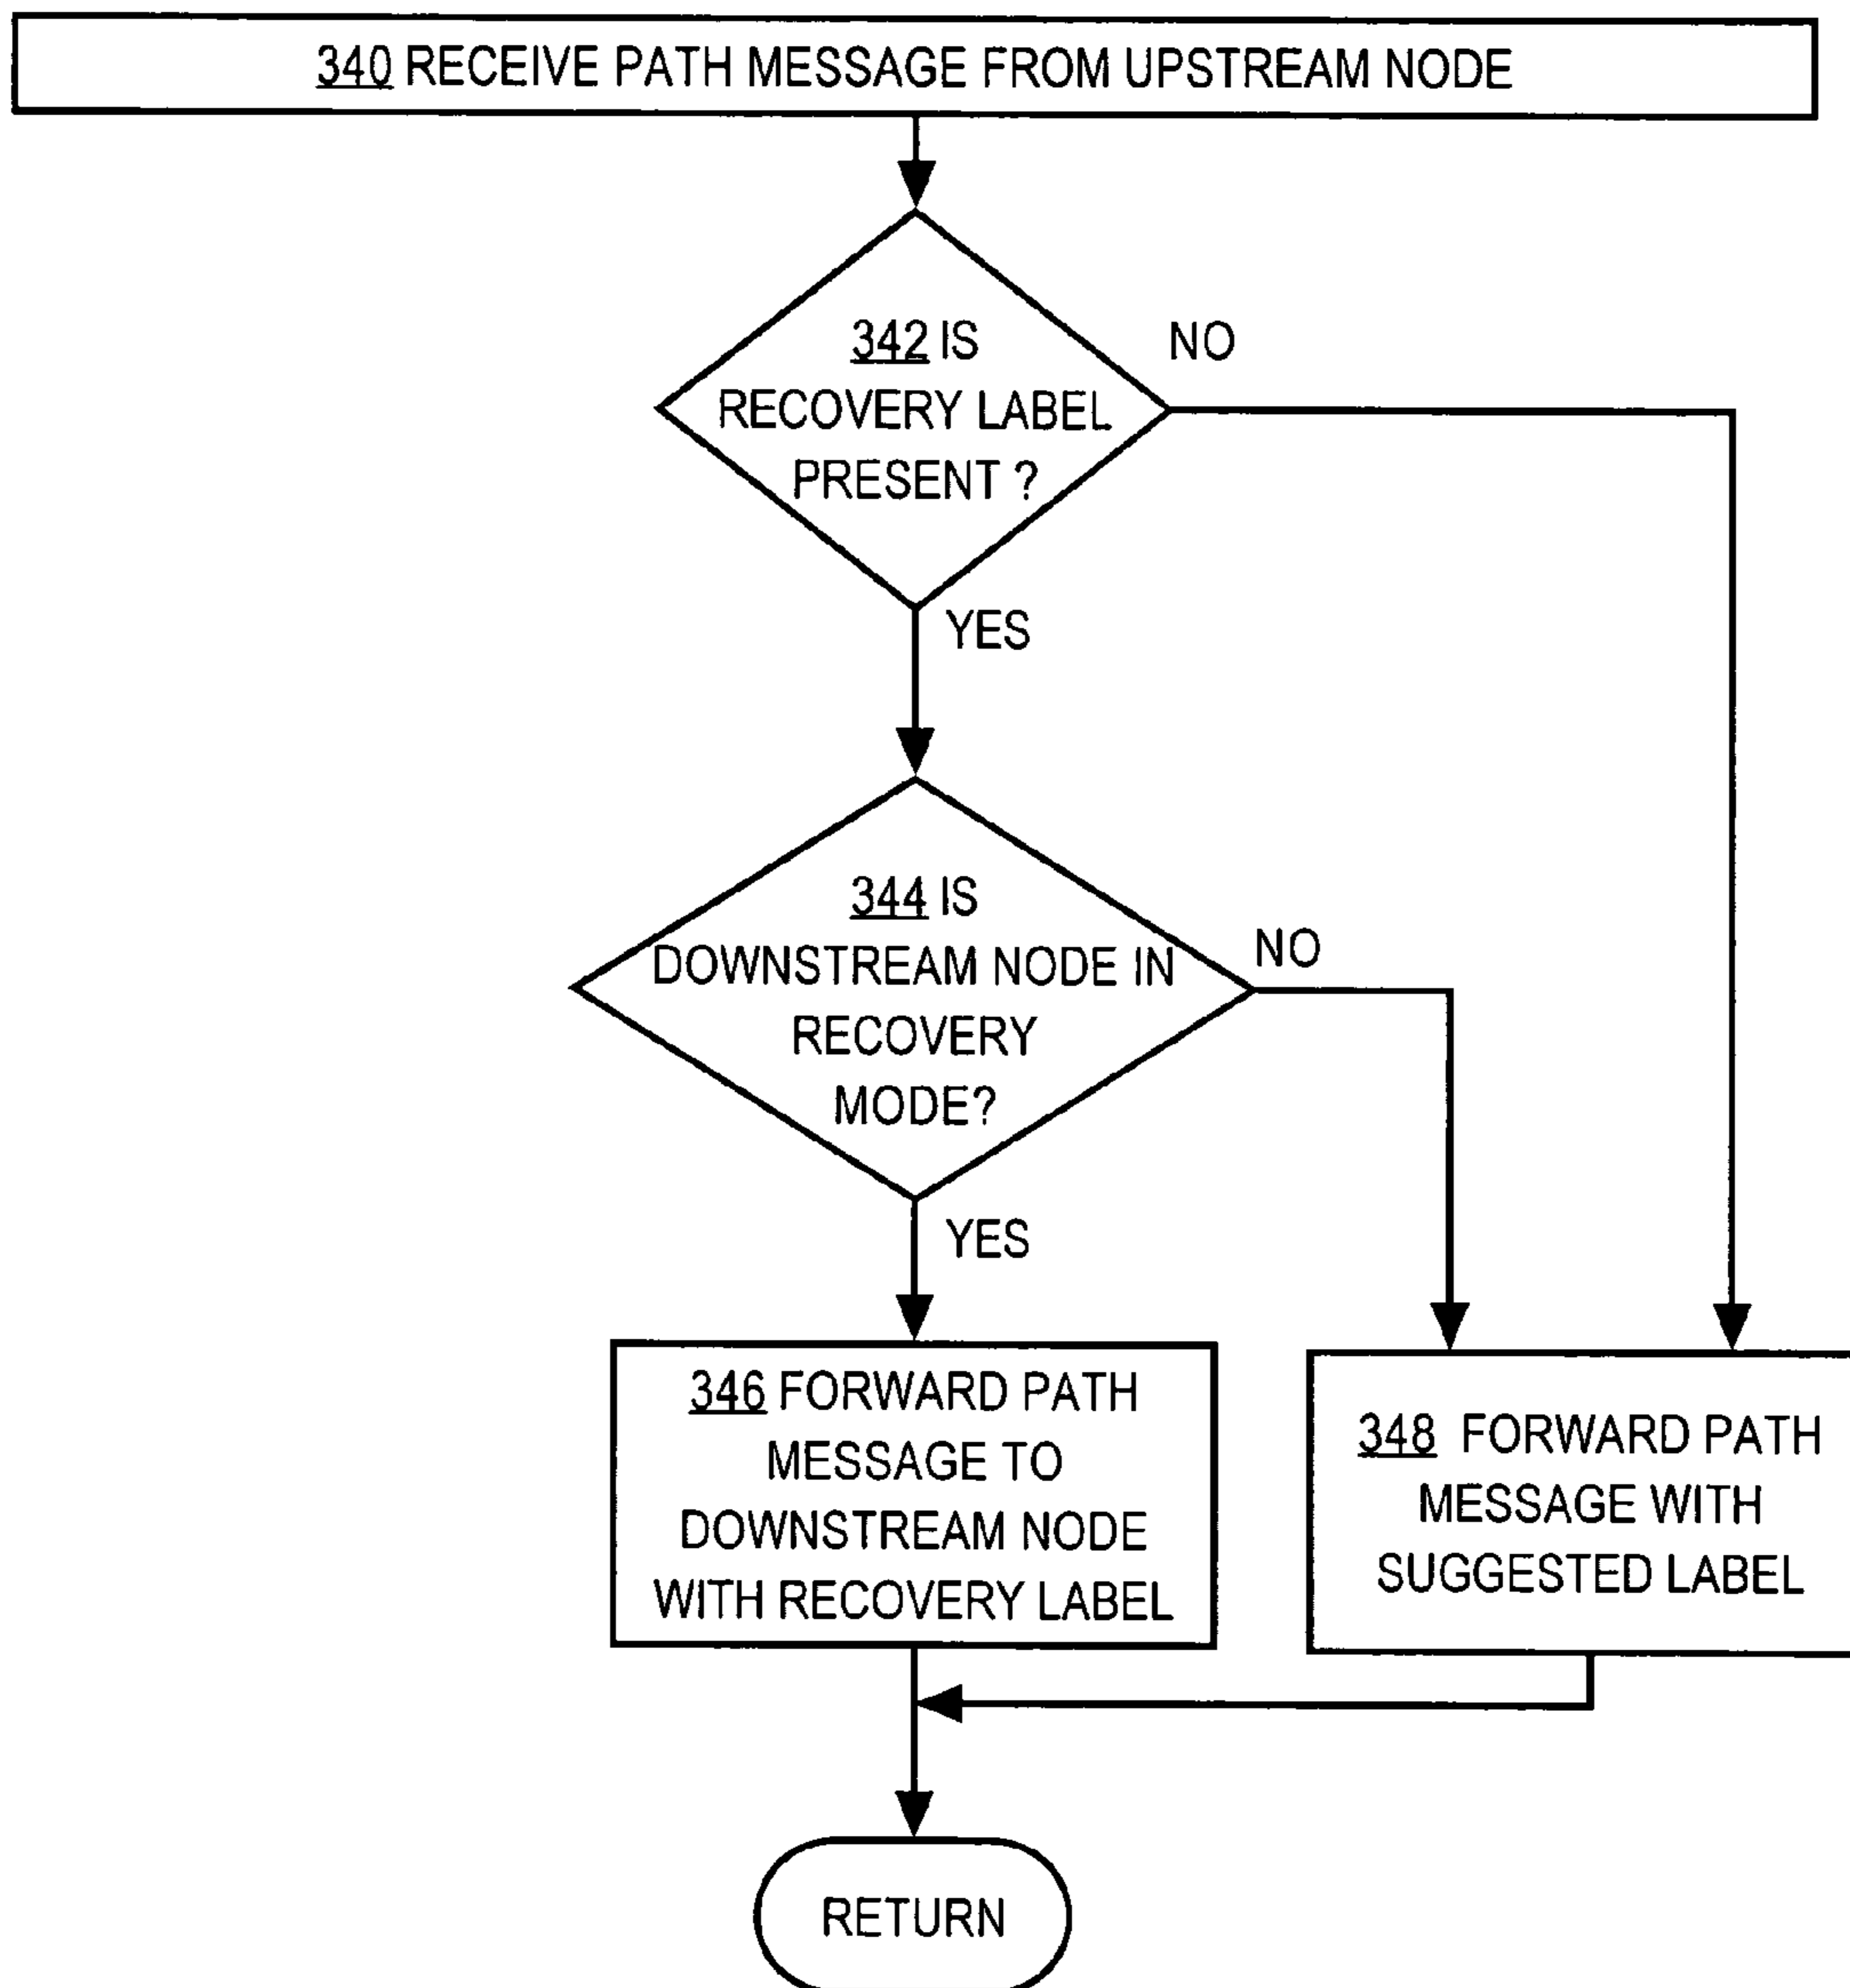 340 RECEIVE PATH MESSAGE FROM UPSTREAM NODE
342 IS
RECOVERY LABEL
PRESENT ?
NO
YES
344 IS
DOWNSTREAM NODE IN
RECOVERY
MODE?
NO
YES
346 FORWARD PATH
MESSAGE TO
DOWNSTREAM NODE
WITH RECOVERY LABEL
348 FORWARD PATH
MESSAGE WITH
SUGGESTED LABEL
RETURN